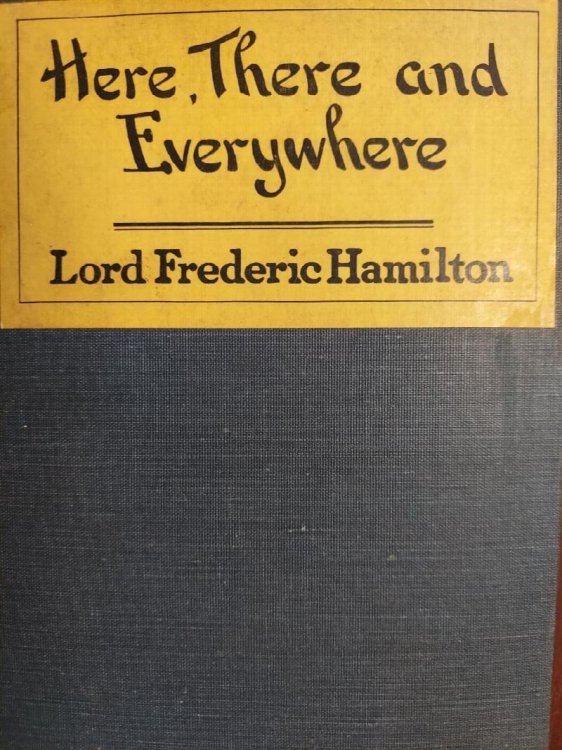 Here, There and
Everywhere
Lord Frederic Hamilton